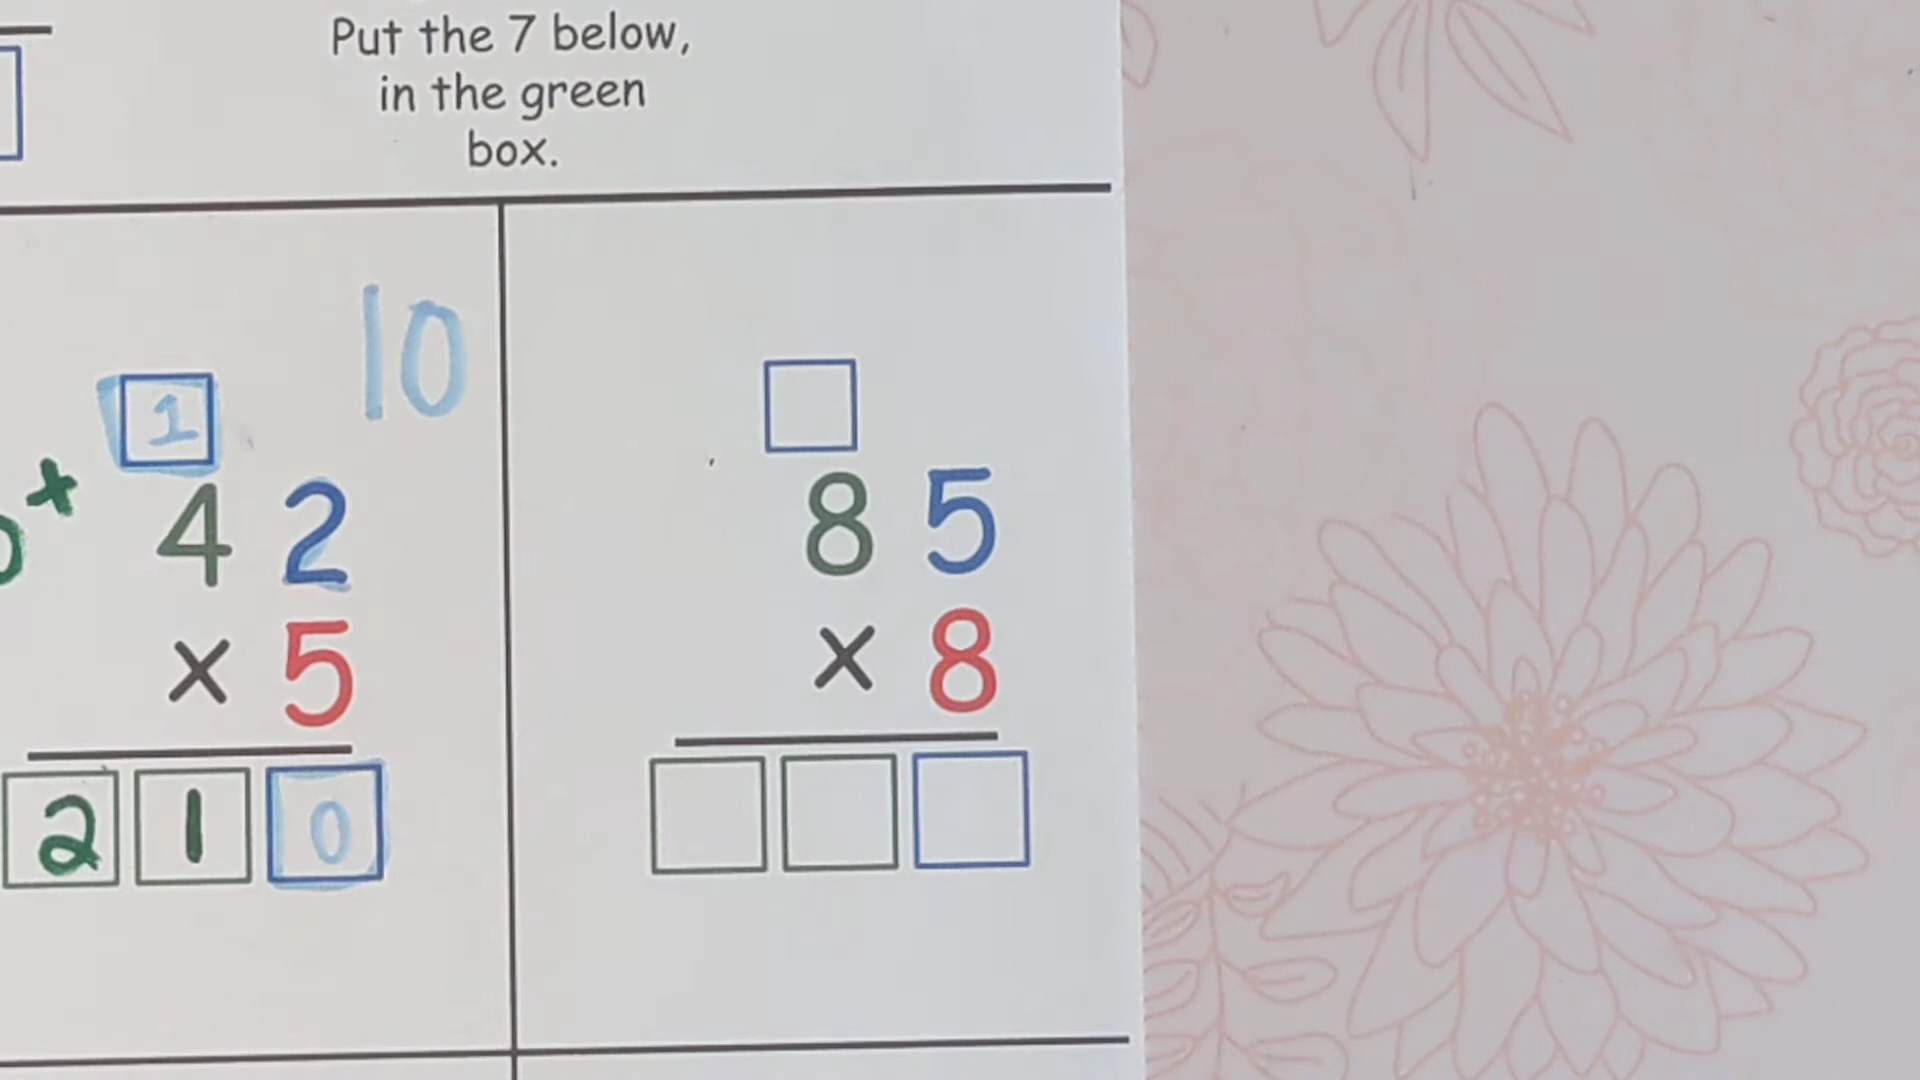 Put the 7 below,
in the green
box.
10
1
+
4 2
× 5
2 1 0
8 5
× 8